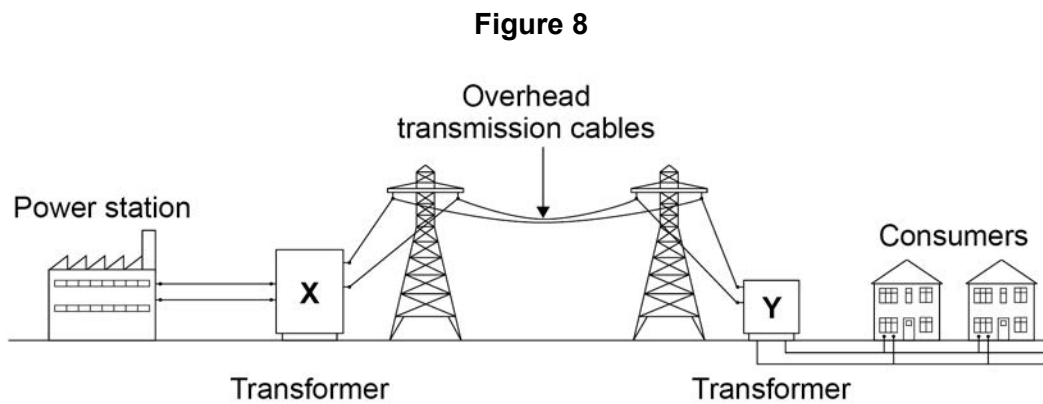 Figure 8
Overhead
transmission cables
Power station
Consumers
X
Y
Transformer
Transformer